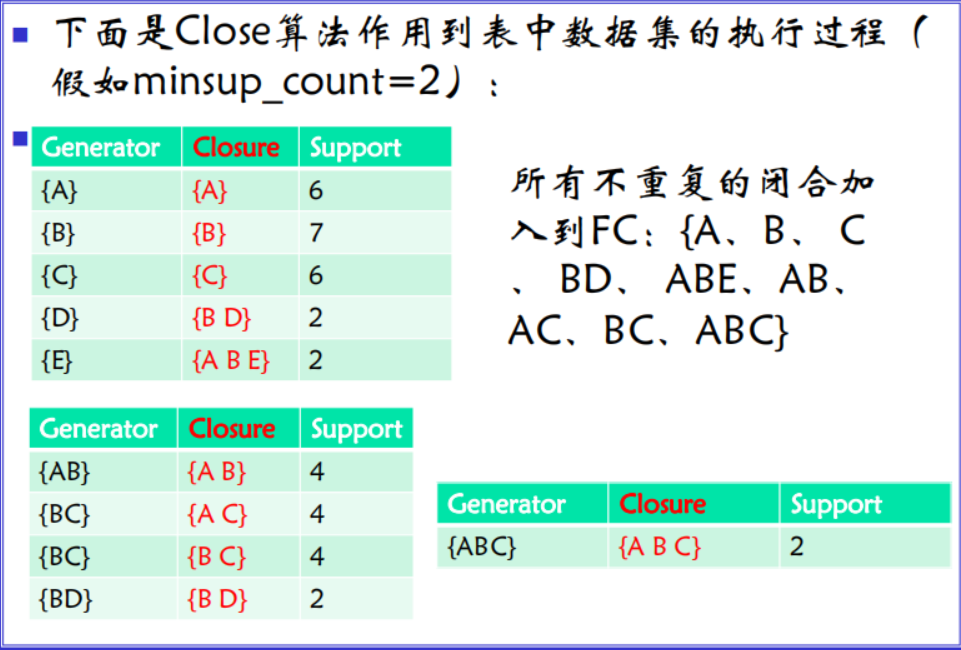 下面是Close算法作用到表中数据集的执行过程（
假如minsup_count=2）：
Generator Closure Support
{A} {A} 6
{B} {B} 7
{C} {C} 6
{D} {B D} 2
{E} {A B E} 2
所有不重复的闭合加
入到FC：{A、B、 C
、 BD、 ABE、AB、
AC、BC、ABC}
Generator Closure Support
{AB} {A B} 4
{BC} {A C} 4
{BC} {B C} 4
{BD} {B D} 2
Generator Closure Support
{ABC} {A B C} 2